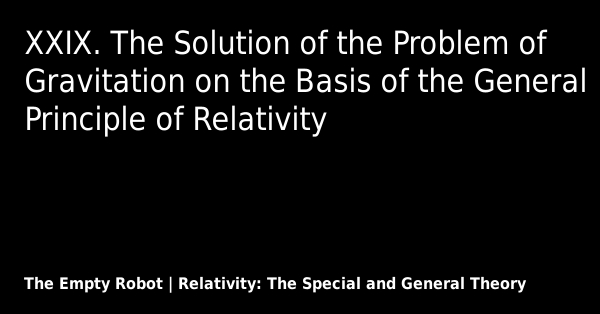 XXIX. The Solution of the Problem of
Gravitation on the Basis of the General
Principle of Relativity
The Empty Robot | Relativity: The Special and General Theory